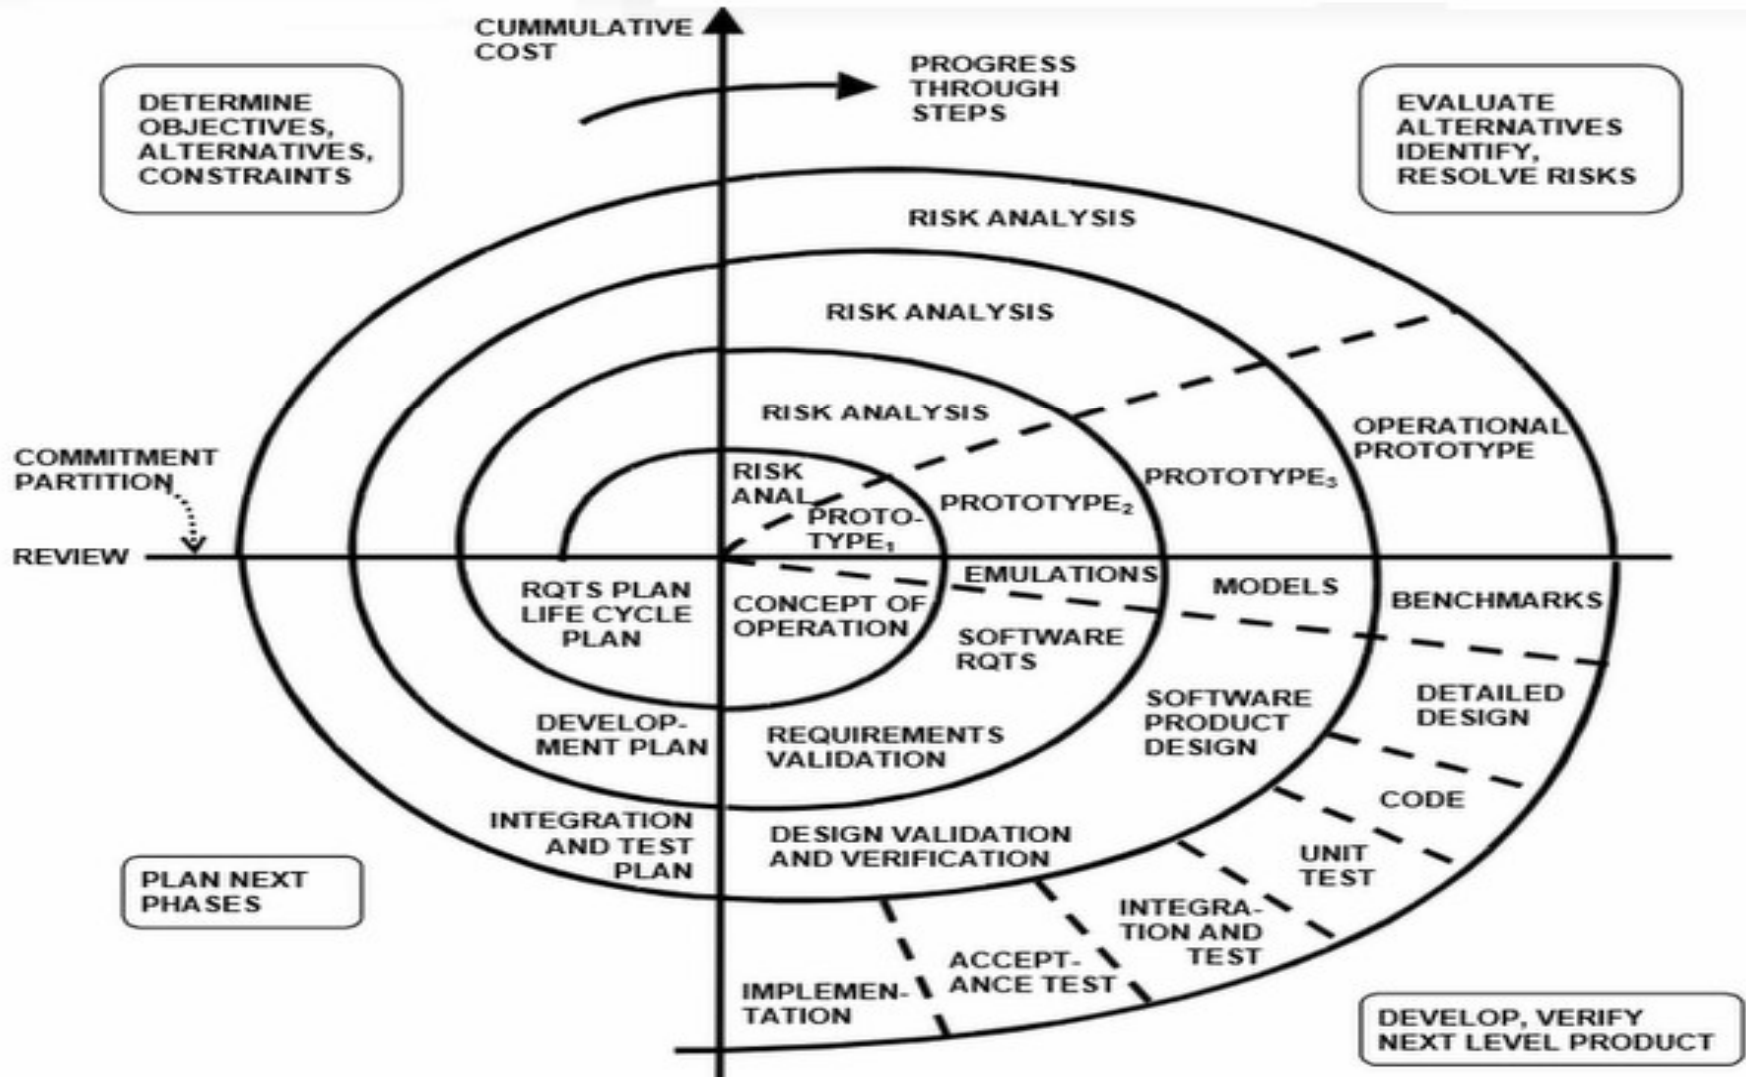 CUMMULATIVE
COST
PROGRESS
THROUGH
STEPS
DETERMINE
OBJECTIVES,
ALTERNATIVES,
CONSTRAINTS
EVALUATE
ALTERNATIVES
IDENTIFY,
RESOLVE RISKS
RISK ANALYSIS
RISK ANALYSIS
RISK ANALYSIS
RISK
ANAL.
PROTO-
TYPE₁
PROTOTYPE₂
PROTOTYPE₃
OPERATIONAL
PROTOTYPE
COMMITMENT
PARTITION
REVIEW
EMULATIONS
MODELS
BENCHMARKS
RQTS PLAN
LIFE CYCLE
PLAN
CONCEPT OF
OPERATION
SOFTWARE
RQTS
SOFTWARE
PRODUCT
DESIGN
DETAILED
DESIGN
DEVELOP-
MENT PLAN
REQUIREMENTS
VALIDATION
CODE
INTEGRATION
AND TEST
PLAN
DESIGN VALIDATION
AND VERIFICATION
UNIT
TEST
PLAN NEXT
PHASES
INTEGRA-
TION AND
TEST
ACCEPT-
ANCE TEST
IMPLEMEN-
TATION
DEVELOP, VERIFY
NEXT LEVEL PRODUCT